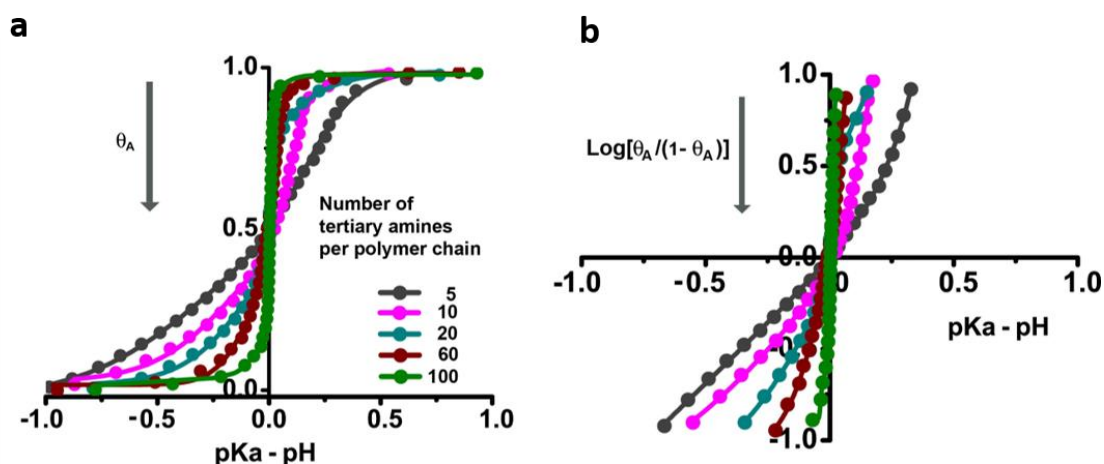 a
1.0
θA
0.5
Number of
tertiary amines
per polymer chain
5
10
20
60
100
0.0
-1.0
-0.5
0.0
0.5
1.0
pKa - pH
b
1.0
Log[θA/(1- θA)]
0.5
0.0
-1.0
-0.5
0.5
1.0
pKa - pH
-1.0